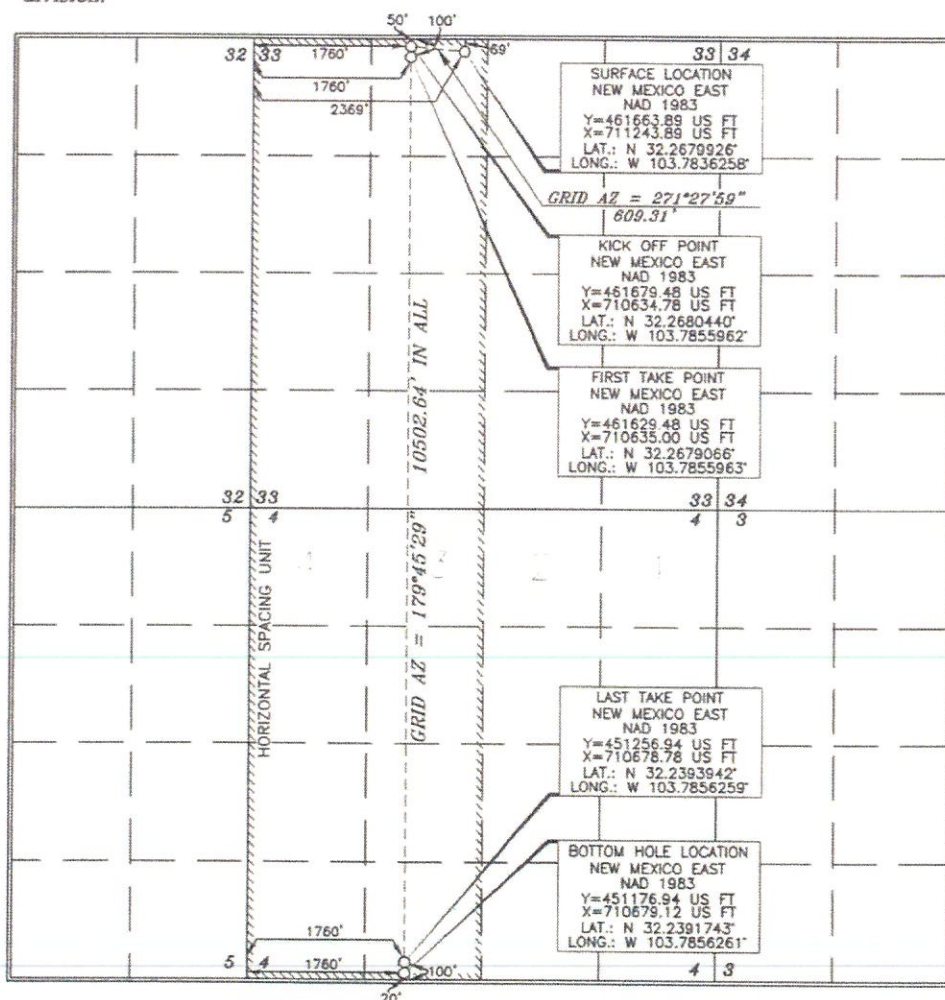 DIVISION.
50' 100'
1760' 69'
32 33 33 34
1760'
2369'
SURFACE LOCATION
NEW MEXICO EAST
NAD 1983
Y=461663.89 US FT
X=711243.89 US FT
LAT.: N 32.2679926°
LONG.: W 103.7836258°
GRID AZ = 271°27'59"
609.31'
KICK OFF POINT
NEW MEXICO EAST
NAD 1983
Y=461679.48 US FT
X=710634.78 US FT
LAT.: N 32.2680440°
LONG.: W 103.7855962°
FIRST TAKE POINT
NEW MEXICO EAST
NAD 1983
Y=461629.48 US FT
X=710635.00 US FT
LAT.: N 32.2679066°
LONG.: W 103.7855963°
GRID AZ = 179°45'29" 10502.64' IN ALL
32 33 33 34
5 4 4 3
4 3 2 1
HORIZONTAL SPACING UNIT
LAST TAKE POINT
NEW MEXICO EAST
NAD 1983
Y=451256.94 US FT
X=710678.78 US FT
LAT.: N 32.2393942°
LONG.: W 103.7856259°
BOTTOM HOLE LOCATION
NEW MEXICO EAST
NAD 1983
Y=451176.94 US FT
X=710679.12 US FT
LAT.: N 32.2391743°
LONG.: W 103.7856261°
1760'
5 4 4 3
1760' 100'
20'